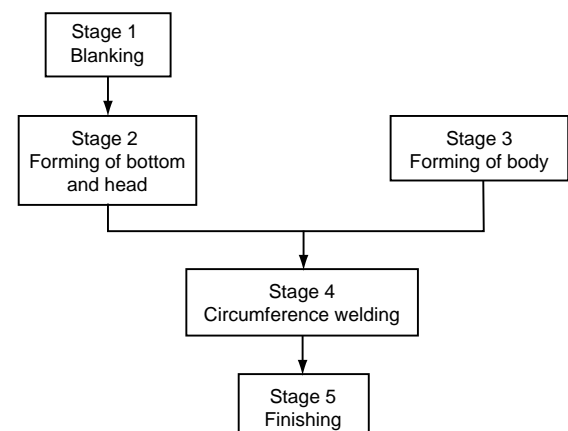 Stage 1
Blanking
Stage 2
Forming of bottom
and head
Stage 3
Forming of body
Stage 4
Circumference welding
Stage 5
Finishing